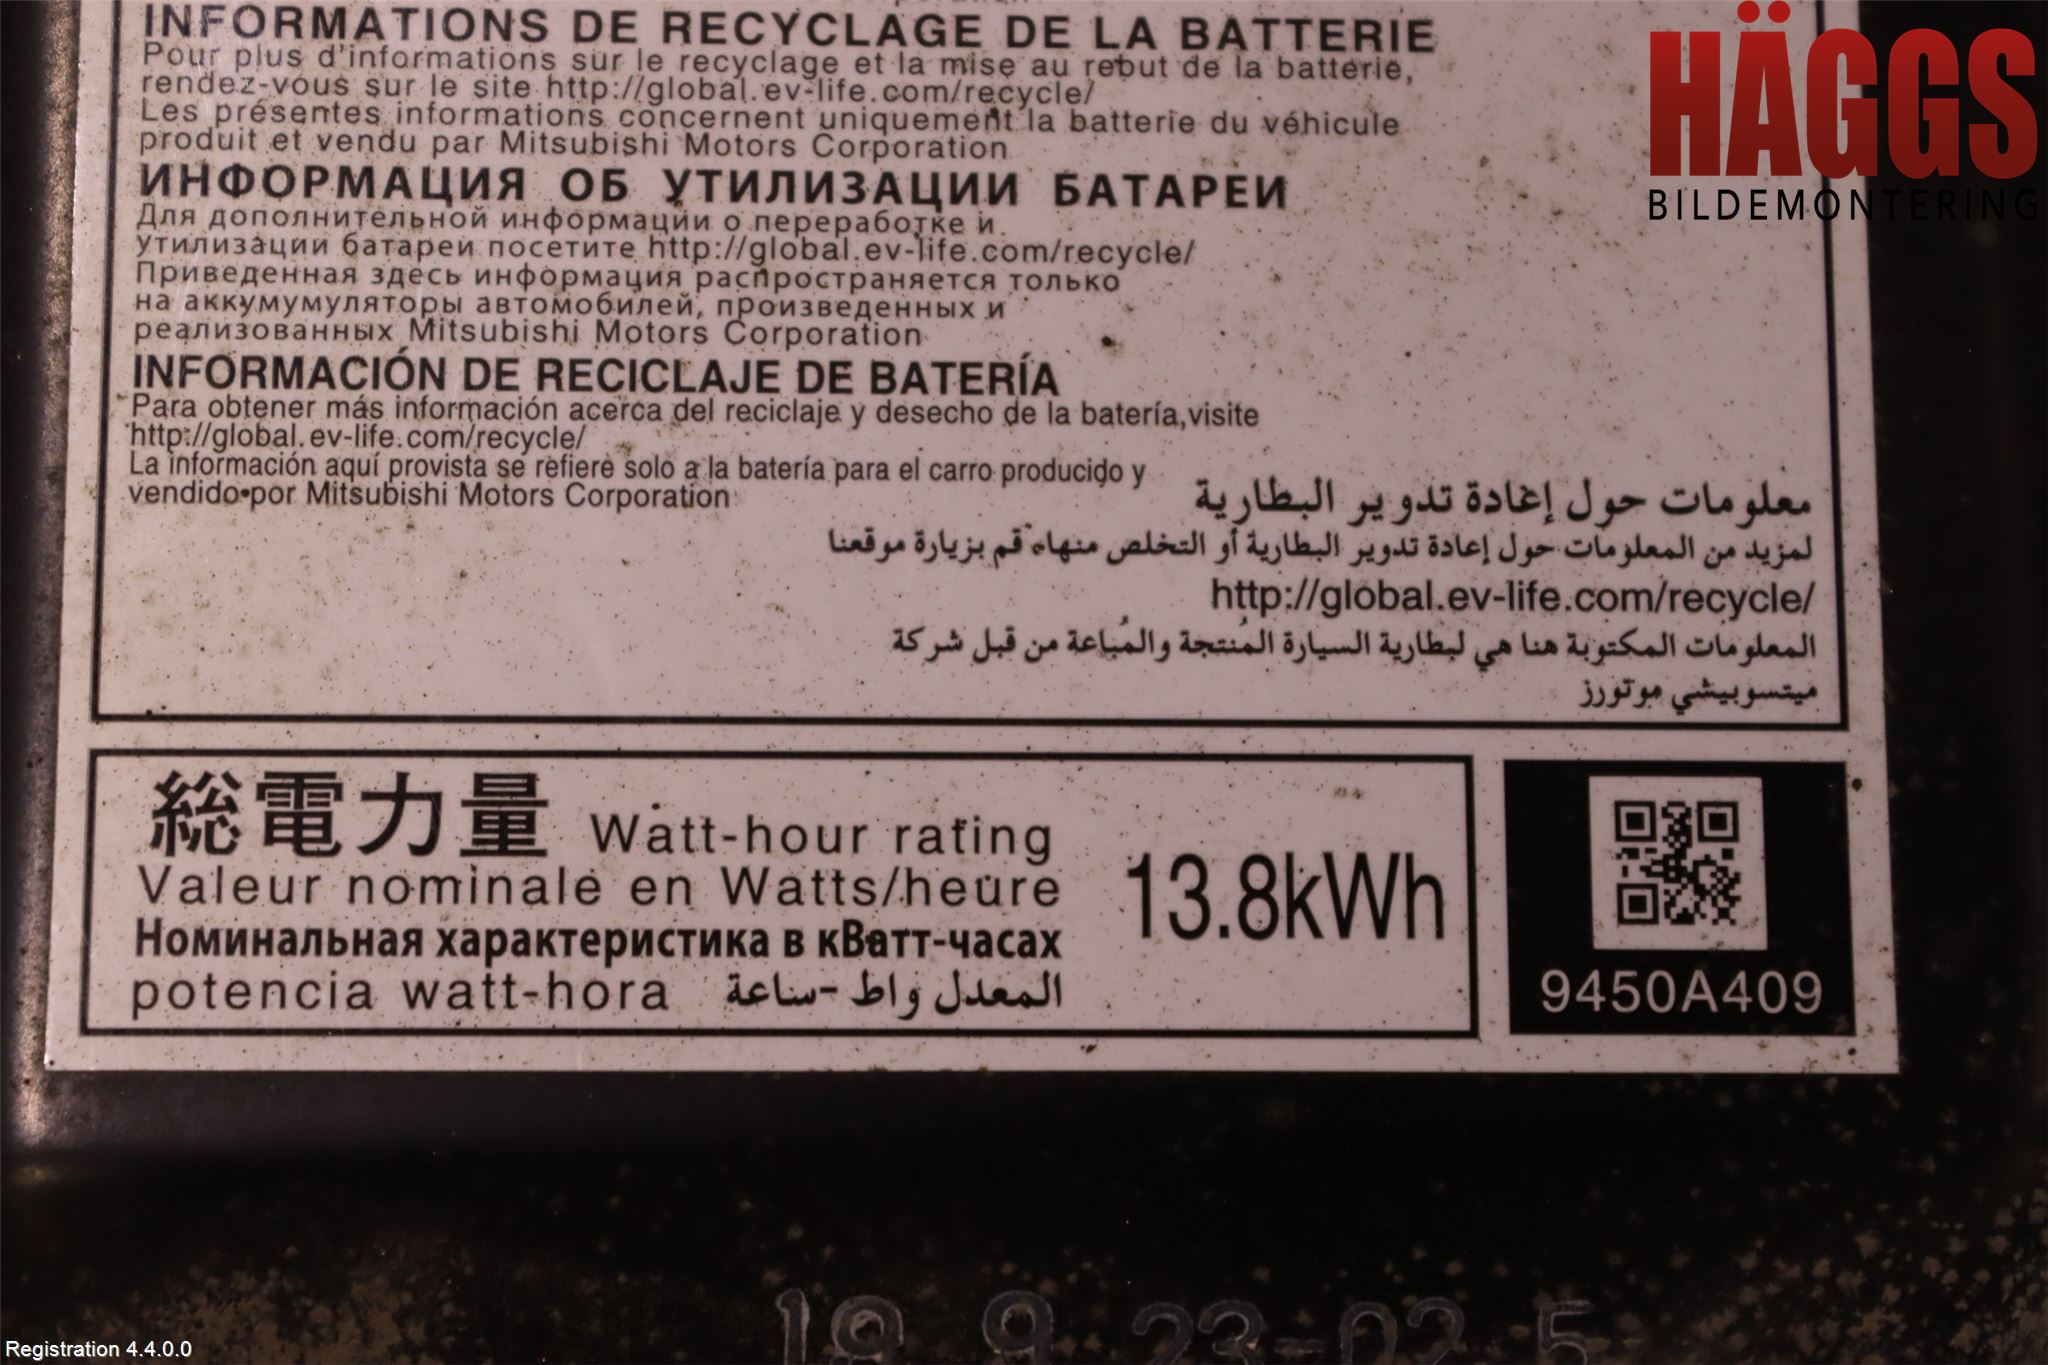 INFORMATIONS DE RECYCLAGE DE LA BATTERIE
Pour plus d'informations sur le recyclage et la mise au rebut de la batterie,
rendez-vous sur le site http://global.ev-life.com/recycle/
Les présentes informations concernent uniquement la batterie du véhicule
produit et vendu par Mitsubishi Motors Corporation
ИНФОРМАЦИЯ ОБ УТИЛИЗАЦИИ БАТАРЕИ
Для дополнительной информации о переработке и
утилизации батареи посетите http://global.ev-life.com/recycle/
Приведенная здесь информация распространяется только
на аккумумуляторы автомобилей, произведенных и
реализованных Mitsubishi Motors Corporation
INFORMACIÓN DE RECICLAJE DE BATERÍA
Para obtener más información acerca del reciclaje y desecho de la batería,visite
http://global.ev-life.com/recycle/
La información aquí provista se refiere solo a la batería para el carro producido y
vendido por Mitsubishi Motors Corporation
معلومات حول إعادة تدوير البطارية
لمزيد من المعلومات حول إعادة تدوير البطارية أو التخلص منها، قم بزيارة موقعنا
http://global.ev-life.com/recycle/
المعلومات المكتوبة هنا هي لبطارية السيارة المُنتجة والمُباعة من قبل شركة
ميتسوبيشي موتورز
総電力量 Watt-hour rating
Valeur nominale en Watts/heure
Номинальная характеристика в кВатт-часах
potencia watt-hora المعدل واط-ساعة
13.8kWh
9450A409
HÄGGS
BILDEMONTERING
Registration 4.4.0.0